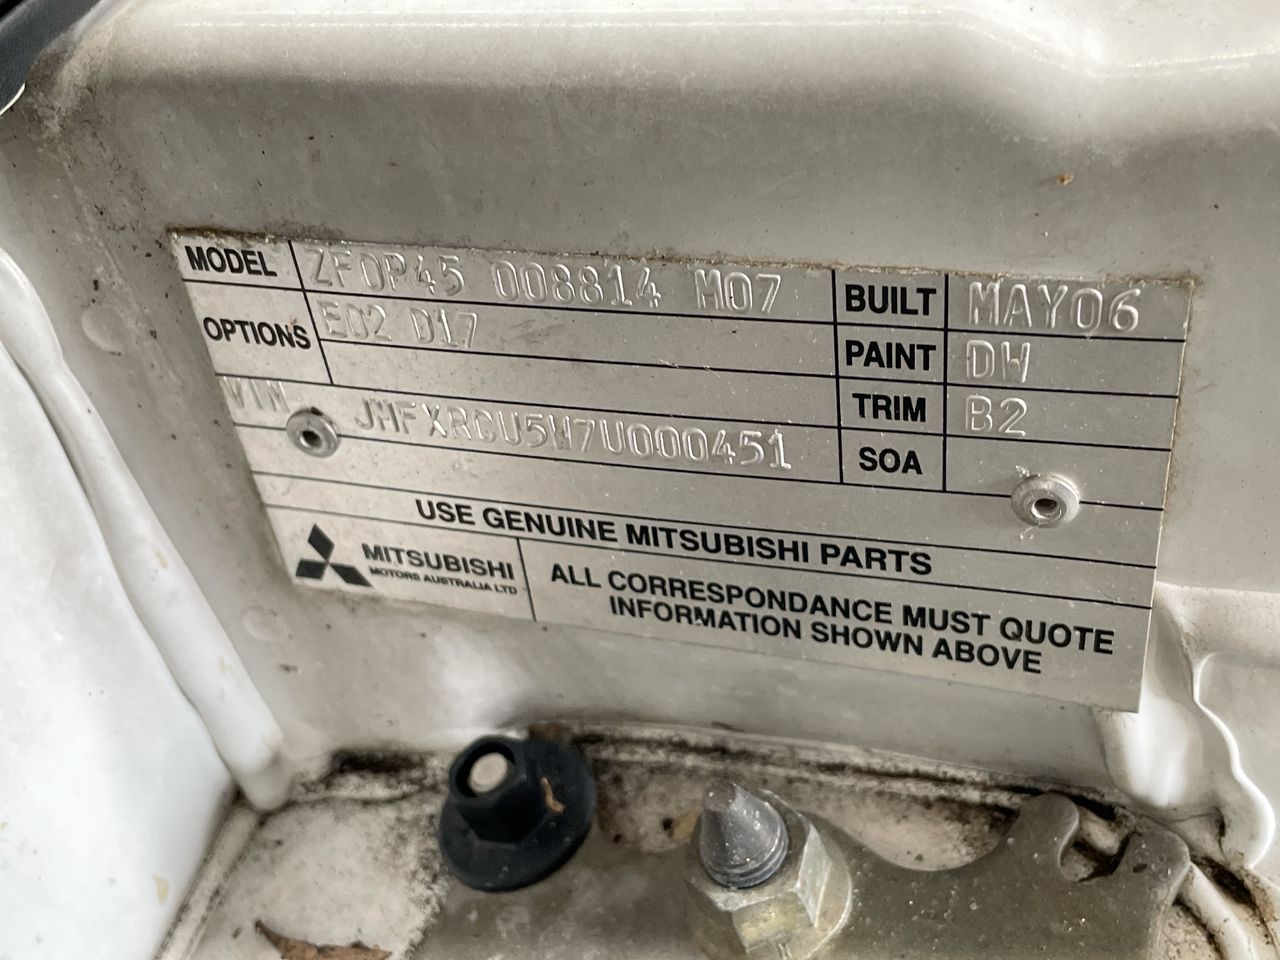 MODEL ZF0P45 008814 M07 BUILT MAY06
OPTIONS E02 D17 PAINT DW
TRIM B2
VIN JMFXRCU5W7U000451 SOA
USE GENUINE MITSUBISHI PARTS
MITSUBISHI
MOTORS AUSTRALIA LTD
ALL CORRESPONDANCE MUST QUOTE
INFORMATION SHOWN ABOVE